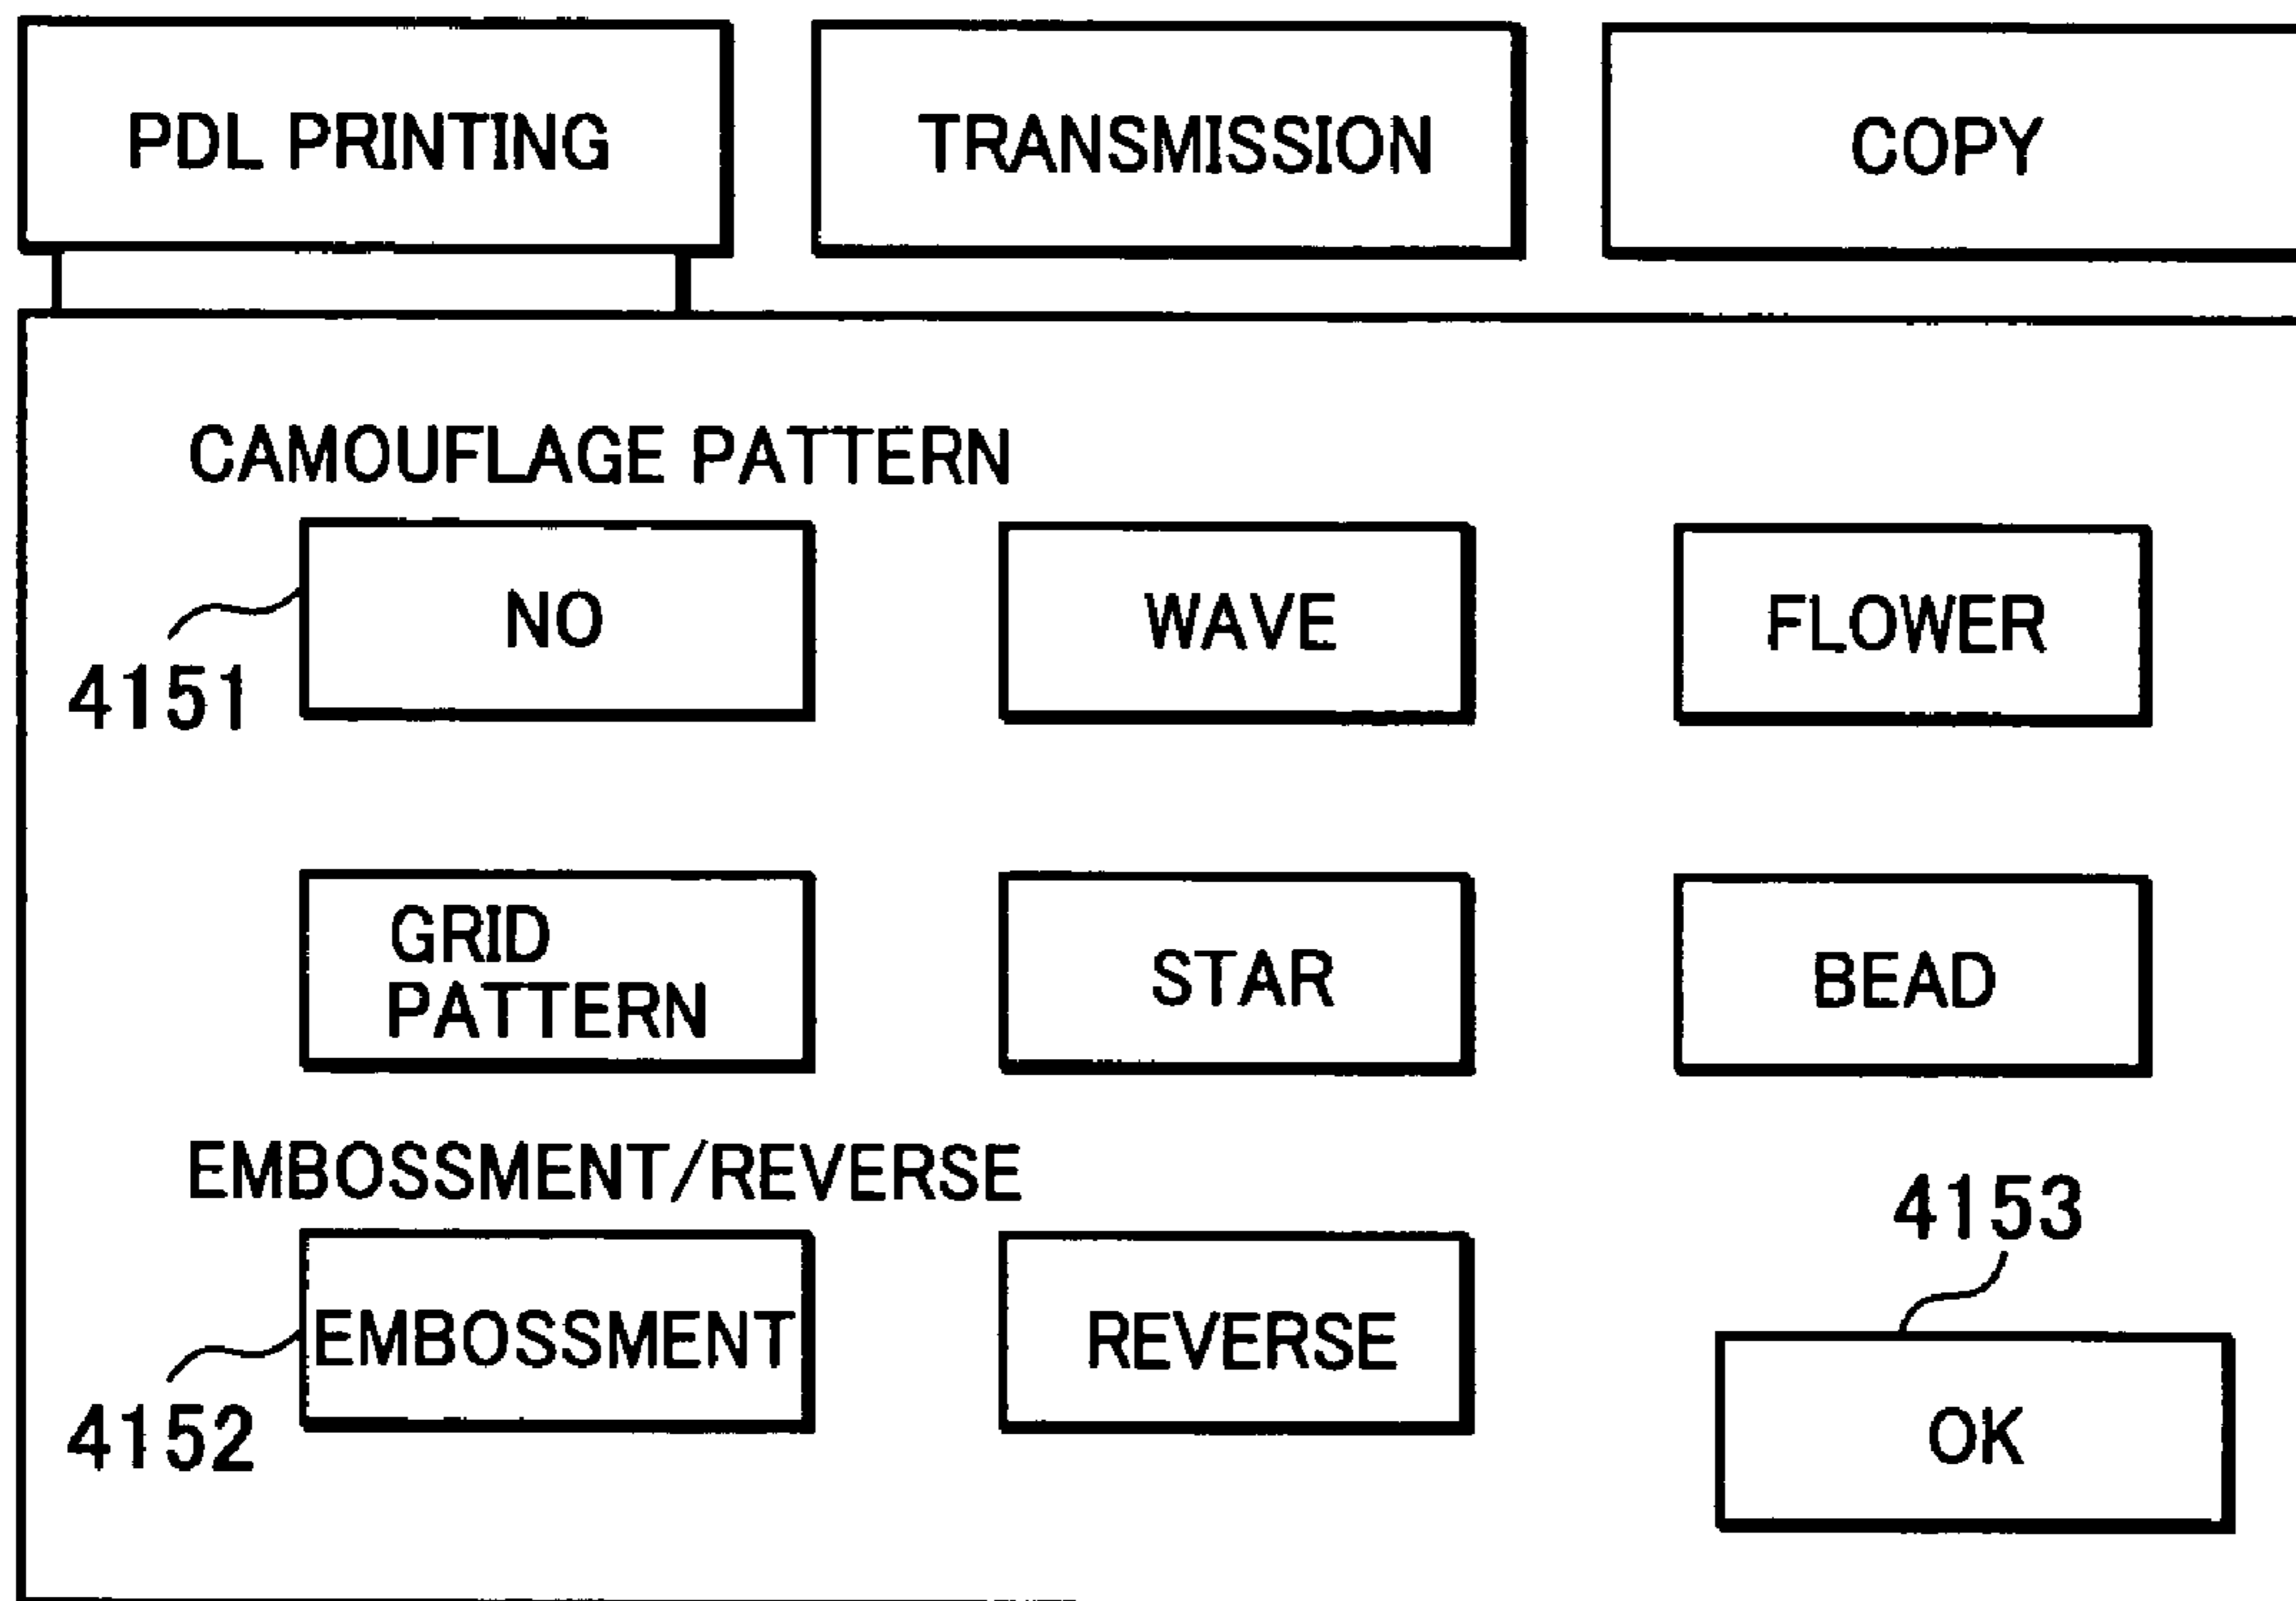 PDL PRINTING
TRANSMISSION
COPY
CAMOUFLAGE PATTERN
NO
WAVE
FLOWER
4151
GRID
PATTERN
STAR
BEAD
EMBOSSMENT/REVERSE
4153
EMBOSSMENT
REVERSE
4152
OK